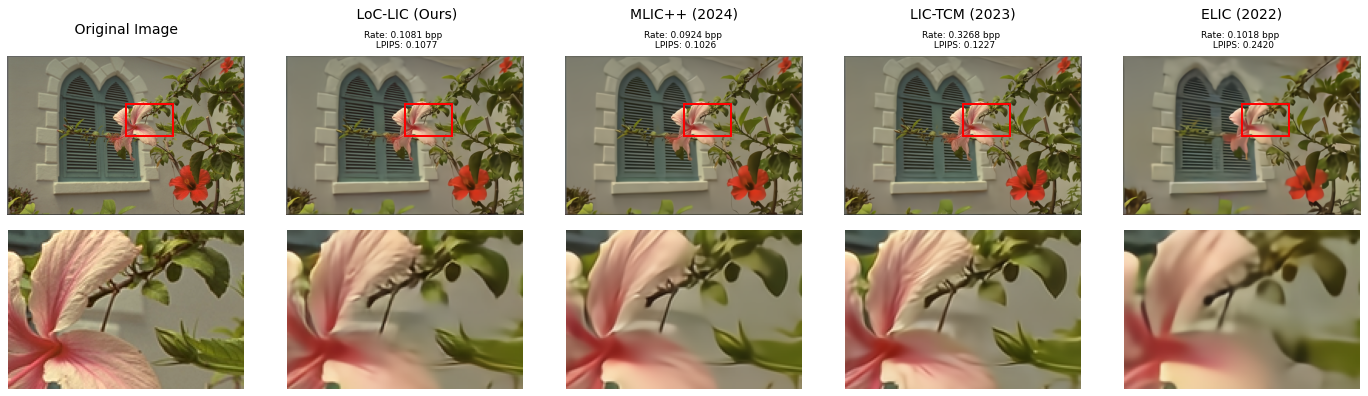 Original Image
LoC-LIC (Ours)
Rate: 0.1081 bpp
LPIPS: 0.1077
MLIC++ (2024)
Rate: 0.0924 bpp
LPIPS: 0.1026
LIC-TCM (2023)
Rate: 0.3268 bpp
LPIPS: 0.1227
ELIC (2022)
Rate: 0.1018 bpp
LPIPS: 0.2420